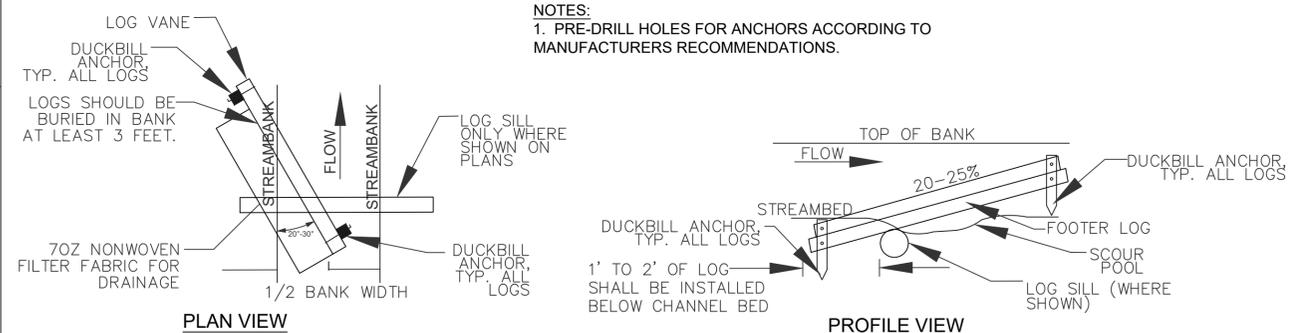 NOTES:
1. PRE-DRILL HOLES FOR ANCHORS ACCORDING TO
MANUFACTURERS RECOMMENDATIONS.
LOG VANE
DUCKBILL
ANCHOR,
TYP. ALL LOGS
LOGS SHOULD BE
BURIED IN BANK
AT LEAST 3 FEET.
STREAMBANK
FLOW
STREAMBANK
LOG SILL
ONLY WHERE
SHOWN ON
PLANS
20°-30°
7OZ NONWOVEN
FILTER FABRIC FOR
DRAINAGE
DUCKBILL
ANCHOR,
TYP. ALL
LOGS
1/2 BANK WIDTH
PLAN VIEW
TOP OF BANK
FLOW
20-25%
DUCKBILL ANCHOR,
TYP. ALL LOGS
STREAMBED
DUCKBILL ANCHOR,
TYP. ALL LOGS
FOOTER LOG
SCOUR
POOL
1' TO 2' OF LOG
SHALL BE INSTALLED
BELOW CHANNEL BED
LOG SILL (WHERE
SHOWN)
PROFILE VIEW